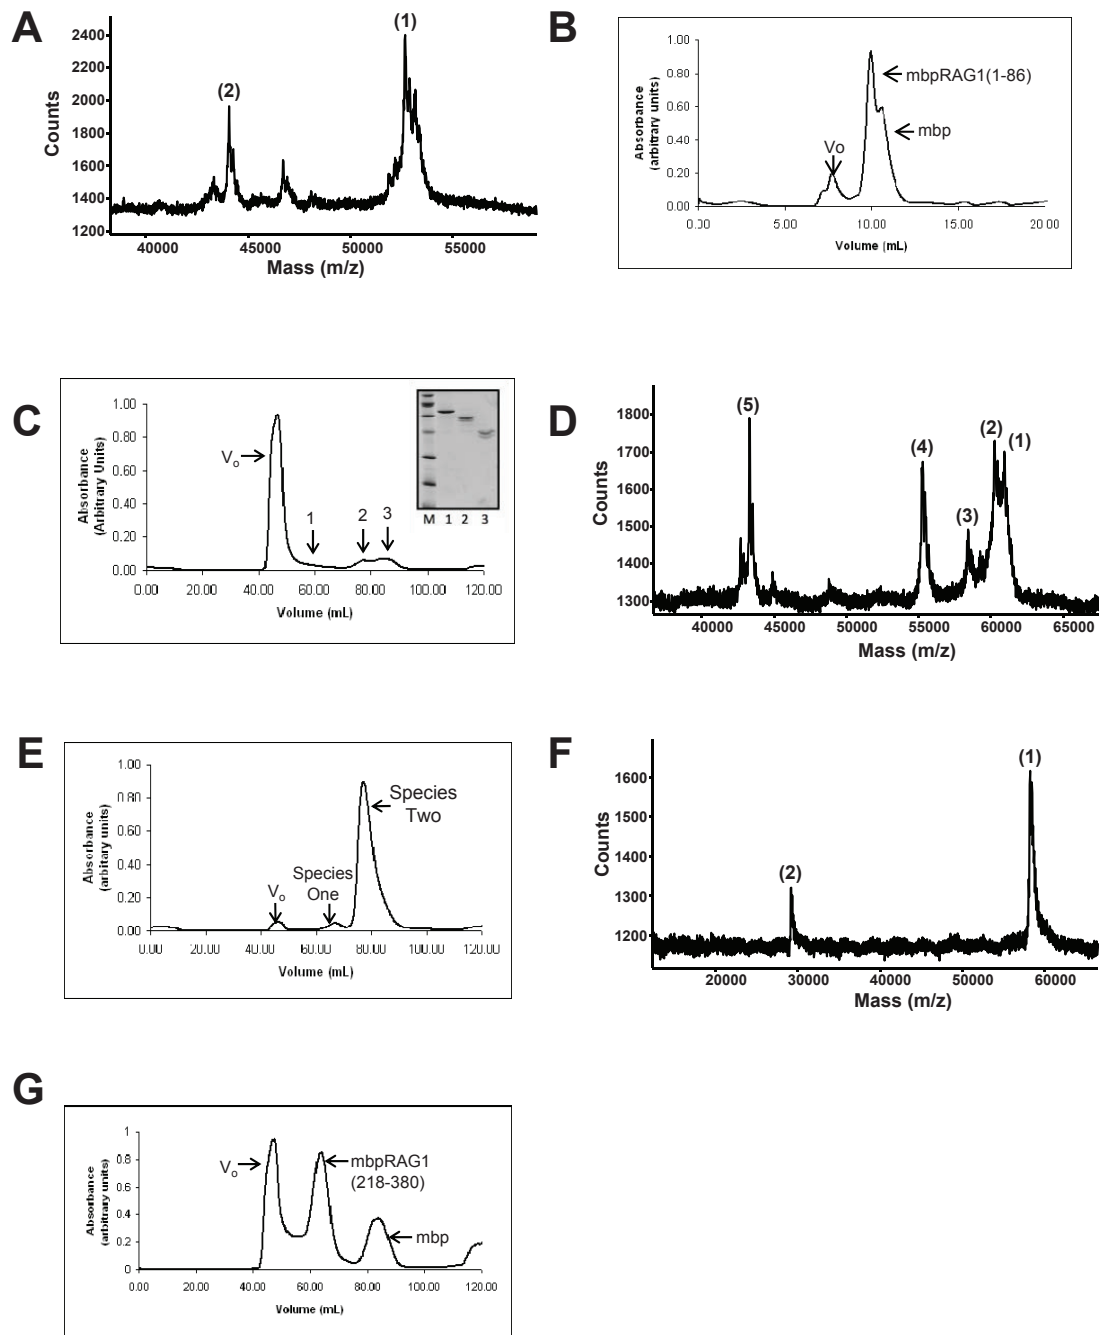 A
2400
2200
2000
1800
1600
1400
1200
Counts
(1)
(2)
40000 45000 50000 55000
Mass (m/z)
B
1.00
0.80
0.60
0.40
0.20
0.00
Absorbance
(arbitrary units)
mbpRAG1(1-86)
mbp
Vo
0.00 5.00 10.00 15.00 20.00
Volume (mL)
C
1.00
0.80
0.60
0.40
0.20
0.00
Absorbance
(Arbitrary Units)
Vo
1 2 3
M 1 2 3
0.00 20.00 40.00 60.00 80.00 100.00 120.00
Volume (mL)
D
1800
1700
1600
1500
1400
1300
Counts
(5)
(4)
(3)
(2)
(1)
40000 45000 50000 55000 60000 65000
Mass (m/z)
E
1.00
0.80
0.60
0.40
0.20
0.00
Absorbance
(arbitary units)
Vo
Species
One
Species
Two
0.00 20.00 40.00 60.00 80.00 100.00 120.00
Volume (mL)
F
1600
1500
1400
1300
1200
Counts
(1)
(2)
20000 30000 40000 50000 60000
Mass (m/z)
G
1
0.8
0.6
0.4
0.2
0
Absorbance
(arbitrary units)
Vo
mbpRAG1
(218-380)
mbp
0.00 20.00 40.00 60.00 80.00 100.00 120.00
Volume (mL)